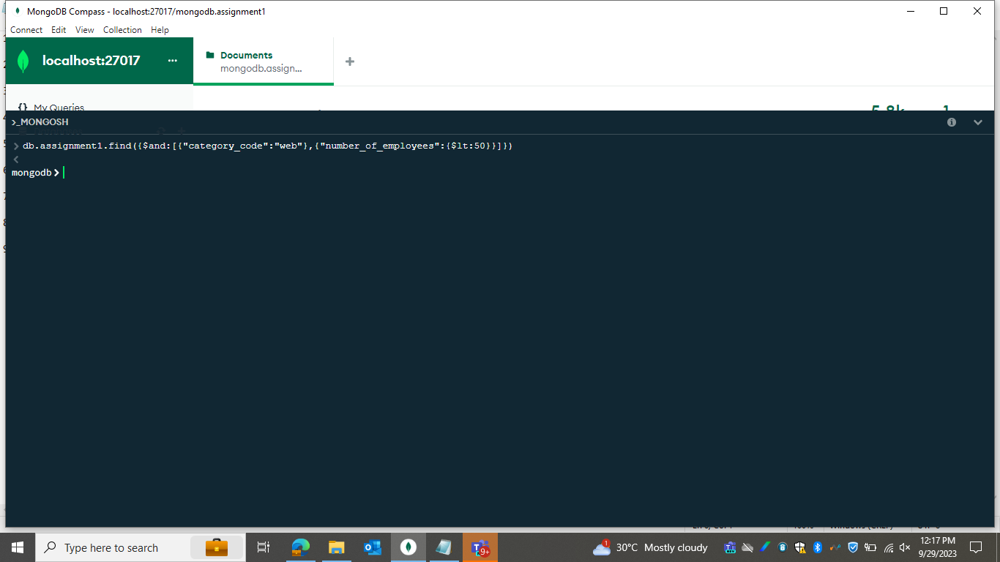 MongoDB Compass - localhost:27017/mongodb.assignment1
Connect Edit View Collection Help
localhost:27017 ...
Documents
mongodb.assign...
{} My Queries
5.8k 1
>_MONGOSH
db.assignment1.find({$and:[{"category_code":"web"},{"number_of_employees":{$lt:50}}]})
mongodb>
Type here to search
9+
1
30°C Mostly cloudy
12:17 PM
9/29/2023